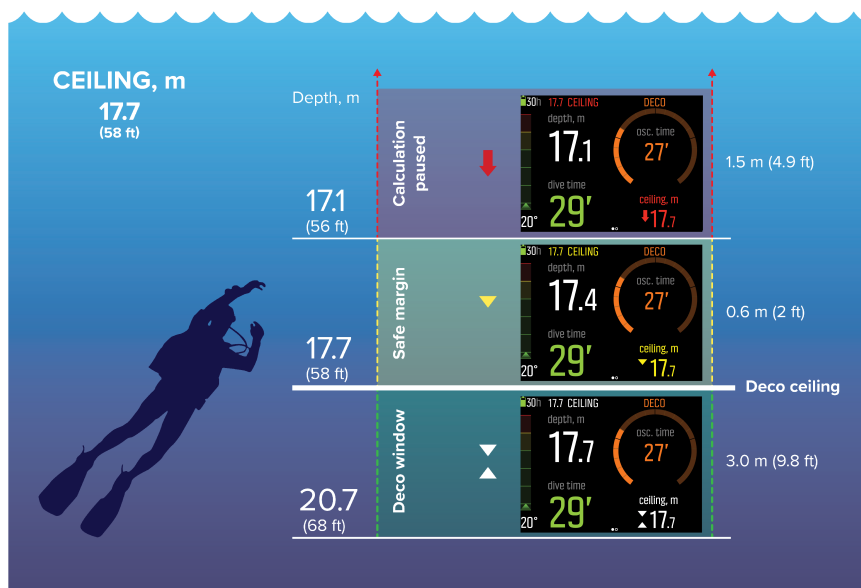 CEILING, m
17.7
(58 ft)
Depth, m
Calculation
paused
30h 17.7 CEILING DECO
depth, m
17.1
asc. time
27'
dive time
29'
20°
ceiling, m
17.7
1.5 m (4.9 ft)
17.1
(56 ft)
Safe margin
30h 17.7 CEILING DECO
depth, m
17.4
asc. time
27'
dive time
29'
20°
ceiling, m
17.7
0.6 m (2 ft)
17.7
(58 ft)
Deco ceiling
Deco window
30h 17.7 CEILING DECO
depth, m
17.7
asc. time
27'
dive time
29'
20°
ceiling, m
17.7
3.0 m (9.8 ft)
20.7
(68 ft)